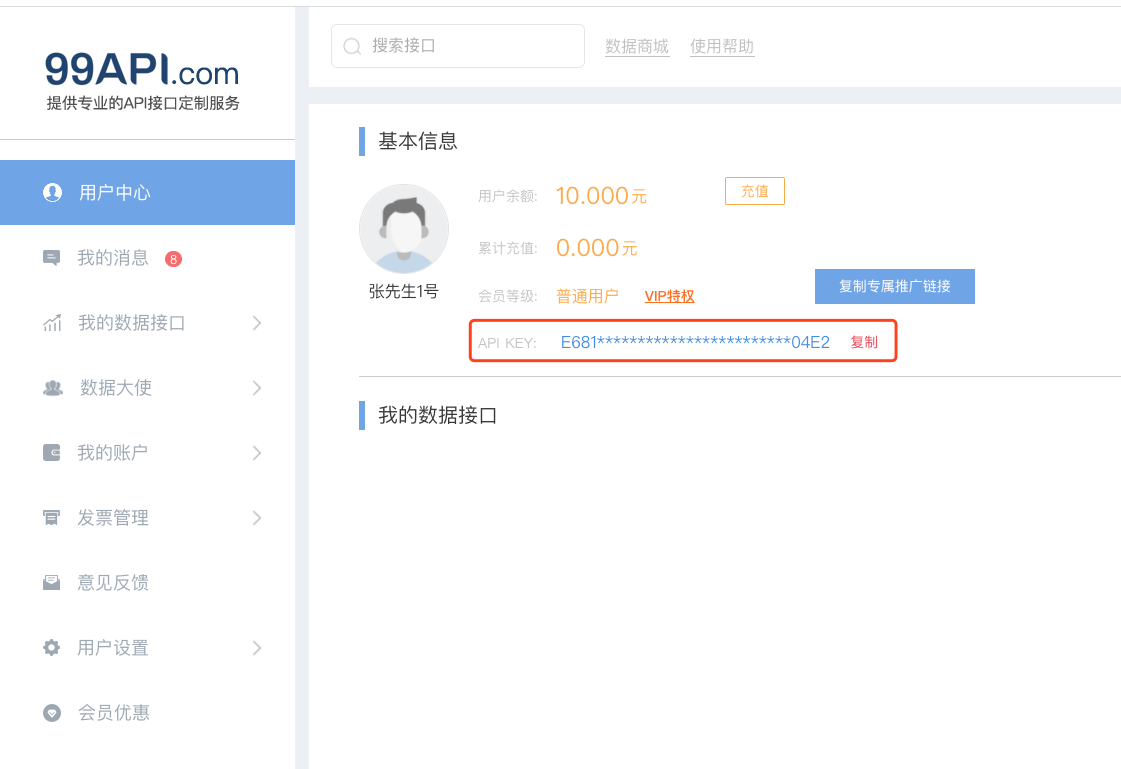 99API.com
提供专业的API接口定制服务
用户中心
我的消息 8
我的数据接口
数据大使
我的账户
发票管理
意见反馈
用户设置
会员优惠
搜索接口 数据商城 使用帮助
基本信息
张先生1号
用户余额: 10.000元 充值
累计充值: 0.000元
会员等级: 普通用户 VIP特权
复制专属推广链接
API KEY: E681************************04E2 复制
我的数据接口